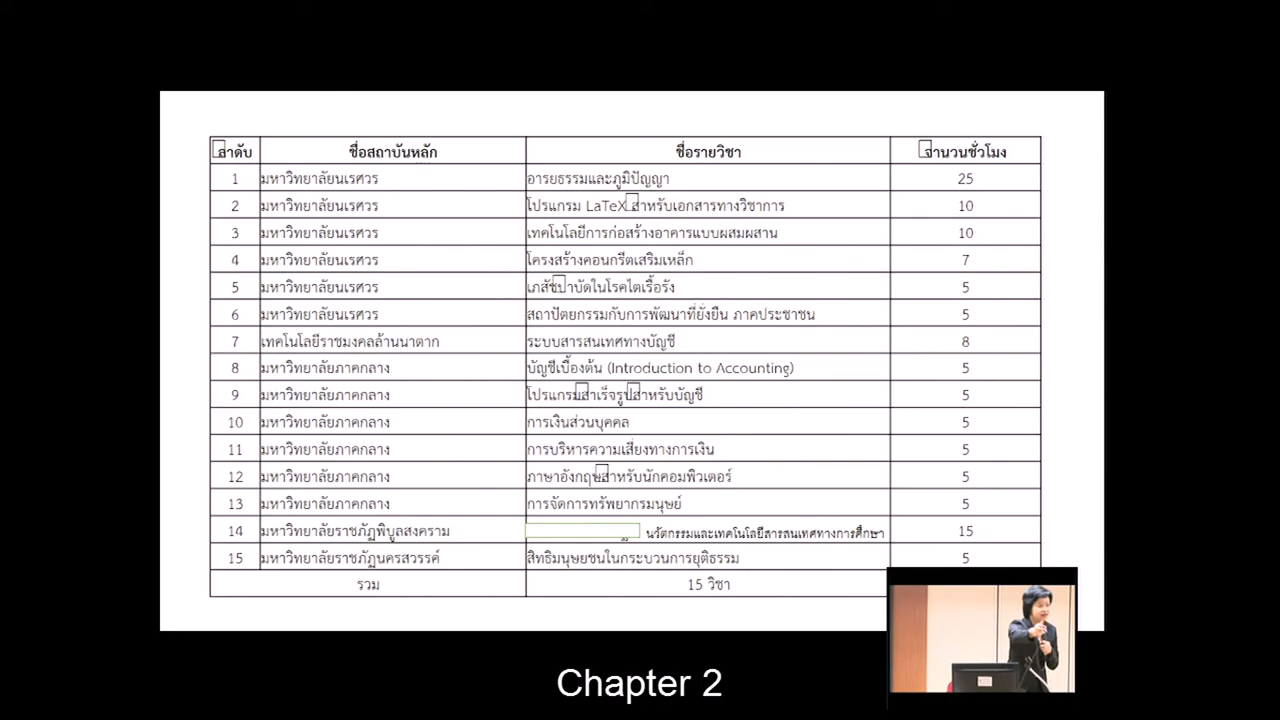 ลำดับ ชื่อสถาบันหลัก ชื่อรายวิชา จำนวนชั่วโมง
1 มหาวิทยาลัยนเรศวร อารยธรรมและภูมิปัญญา 25
2 มหาวิทยาลัยนเรศวร โปรแกรม LaTeX สำหรับเอกสารทางวิชาการ 10
3 มหาวิทยาลัยนเรศวร เทคโนโลยีการก่อสร้างอาคารแบบผสมผสาน 10
4 มหาวิทยาลัยนเรศวร โครงสร้างคอนกรีตเสริมเหล็ก 7
5 มหาวิทยาลัยนเรศวร เภสัชบำบัดในโรคไตเรื้อรัง 5
6 มหาวิทยาลัยนเรศวร สถาปัตยกรรมกับการพัฒนาที่ยั่งยืน ภาคประชาชน 5
7 เทคโนโลยีราชมงคลล้านนาตาก ระบบสารสนเทศทางบัญชี 8
8 มหาวิทยาลัยภาคกลาง บัญชีเบื้องต้น (Introduction to Accounting) 5
9 มหาวิทยาลัยภาคกลาง โปรแกรมสำเร็จรูปสำหรับบัญชี 5
10 มหาวิทยาลัยภาคกลาง การเงินส่วนบุคคล 5
11 มหาวิทยาลัยภาคกลาง การบริหารความเสี่ยงทางการเงิน 5
12 มหาวิทยาลัยภาคกลาง ภาษาอังกฤษสำหรับนักคอมพิวเตอร์ 5
13 มหาวิทยาลัยภาคกลาง การจัดการทรัพยากรมนุษย์ 5
14 มหาวิทยาลัยราชภัฏพิบูลสงคราม นวัตกรรมและเทคโนโลยีสารสนเทศทางการศึกษา 15
15 มหาวิทยาลัยราชภัฏนครสวรรค์ สิทธิมนุษยชนในกระบวนการยุติธรรม 5
รวม 15 วิชา
Chapter 2